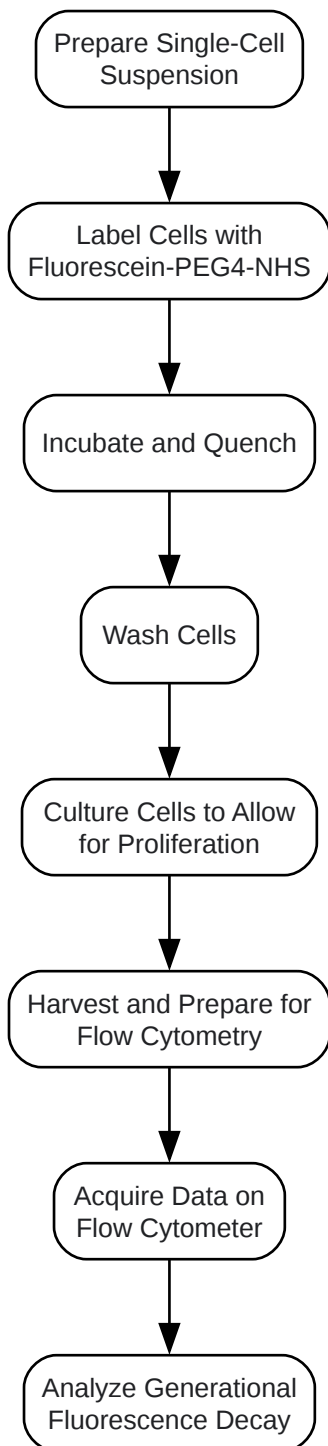 Prepare Single-Cell
Suspension
Label Cells with
Fluorescein-PEG4-NHS
Incubate and Quench
Wash Cells
Culture Cells to Allow
for Proliferation
Harvest and Prepare for
Flow Cytometry
Acquire Data on
Flow Cytometer
Analyze Generational
Fluorescence Decay